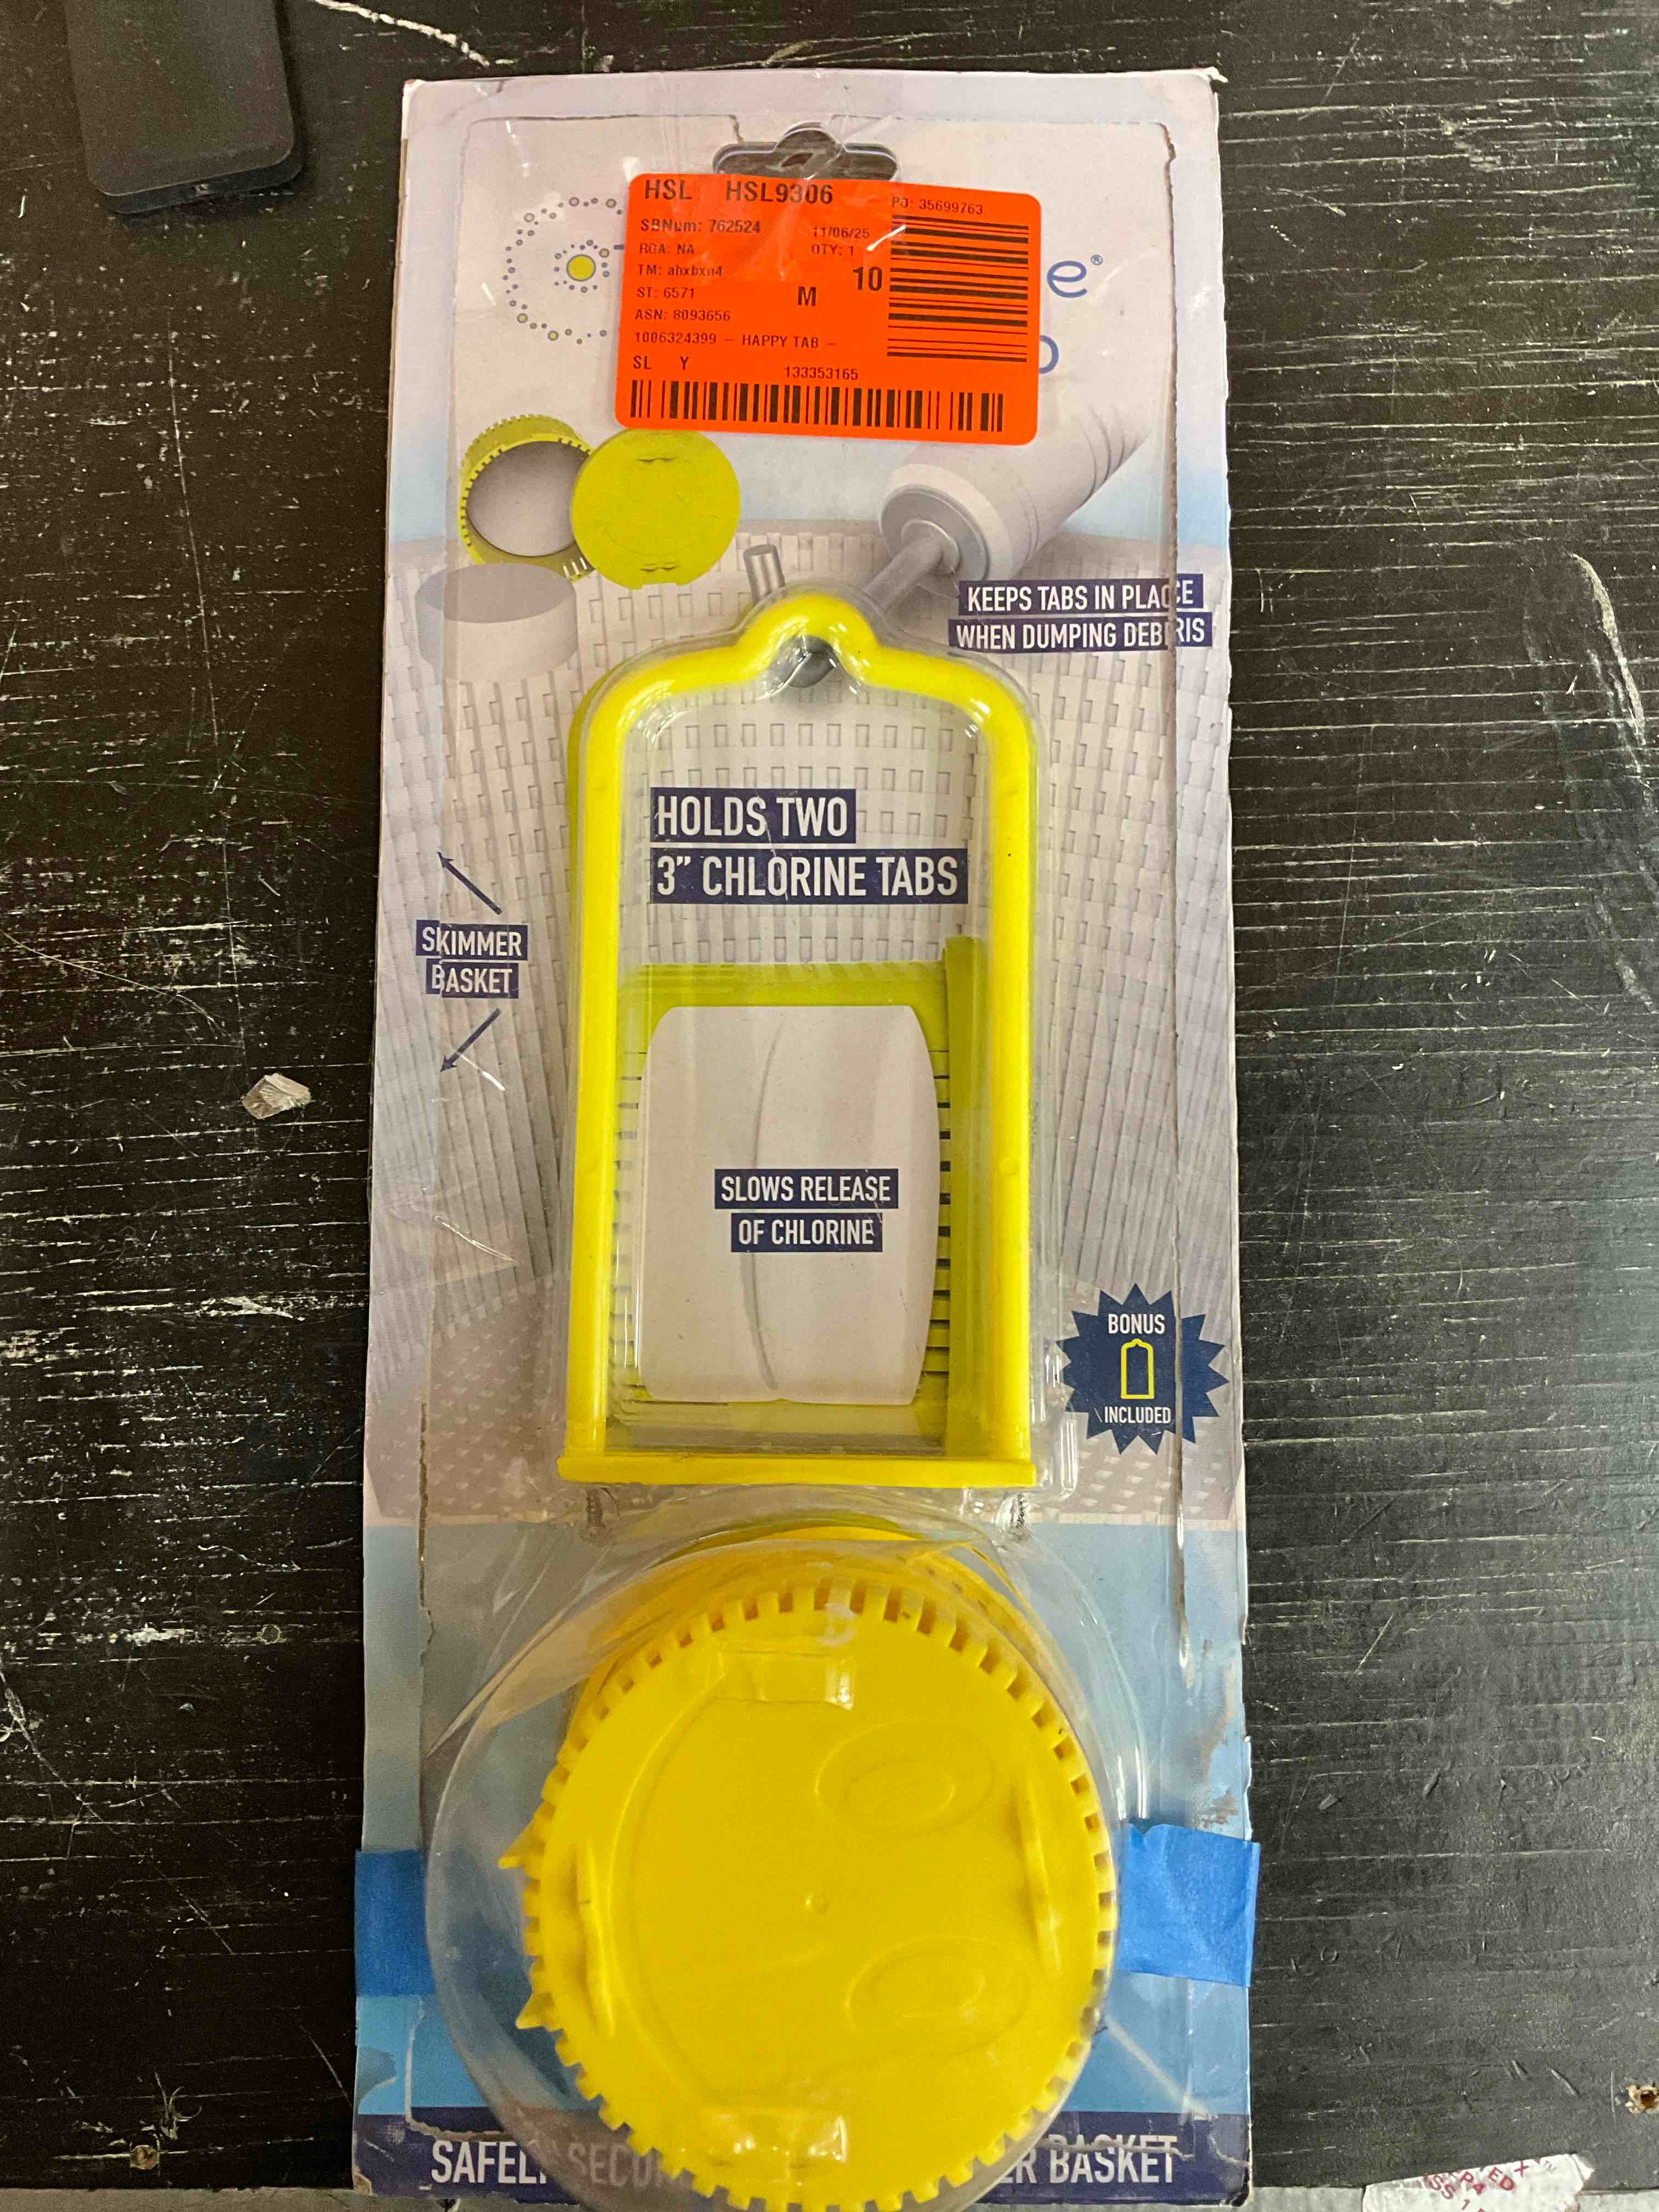 HSL HSL9306
PO: 35699763
SBNum: 762524 11/06/25
RGA: NA QTY: 1
TM: ahxbxn4 10
ST: 6571 M
ASN: 8093656
1006324399 - HAPPY TAB -
SL Y 133353165
e®
KEEPS TABS IN PLACE
WHEN DUMPING DEBRIS
HOLDS TWO
3" CHLORINE TABS
SKIMMER
BASKET
SLOWS RELEASE
OF CHLORINE
BONUS
INCLUDED
BASKET